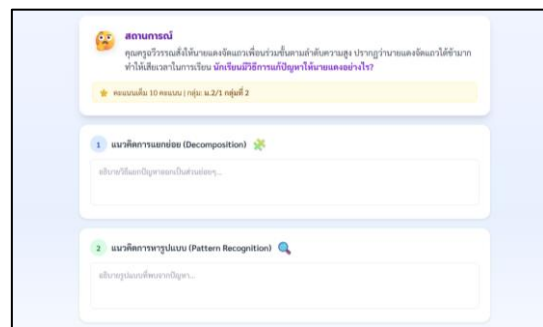 สถานการณ์
คุณครูอวีวรรณสั่งให้นายแดงจัดแถวเพื่อนร่วมชั้นตามลำดับความสูง ปรากฏว่านายแดงจัดแถวได้ช้ามาก
ทำให้เสียเวลาในการเรียน นักเรียนมีวิธีการแก้ปัญหาให้นายแดงอย่างไร?
คะแนนเต็ม 10 คะแนน | กลุ่ม: ม.2/1 กลุ่มที่ 2
1 แนวคิดการแยกย่อย (Decomposition)
อธิบายวิธีแยกปัญหาออกเป็นส่วนย่อยๆ...
2 แนวคิดการหารูปแบบ (Pattern Recognition)
อธิบายรูปแบบที่พบจากปัญหา...